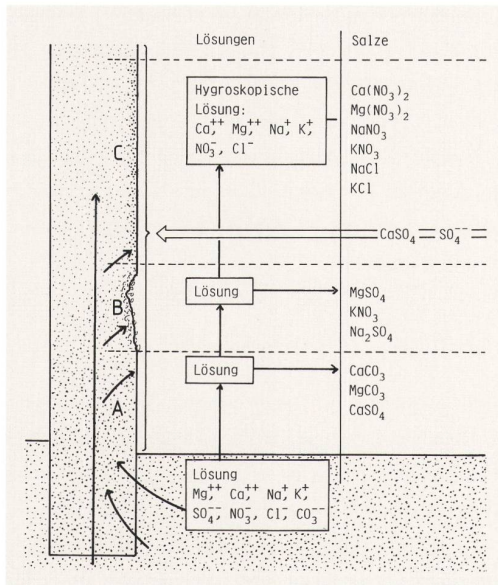 Lösungen
Salze
Hygroskopische
Lösung:
Ca⁺⁺, Mg⁺⁺, Na⁺, K⁺,
NO₃⁻, Cl⁻
Ca(NO₃)₂
Mg(NO₃)₂
NaNO₃
KNO₃
NaCl
KCl
C
CaSO₄ SO₄⁻⁻
B
Lösung
MgSO₄
KNO₃
Na₂SO₄
A
Lösung
CaCO₃
MgCO₃
CaSO₄
Lösung
Mg⁺⁺, Ca⁺⁺, Na⁺, K⁺,
SO₄⁻⁻, NO₃⁻, Cl⁻, CO₃⁻⁻